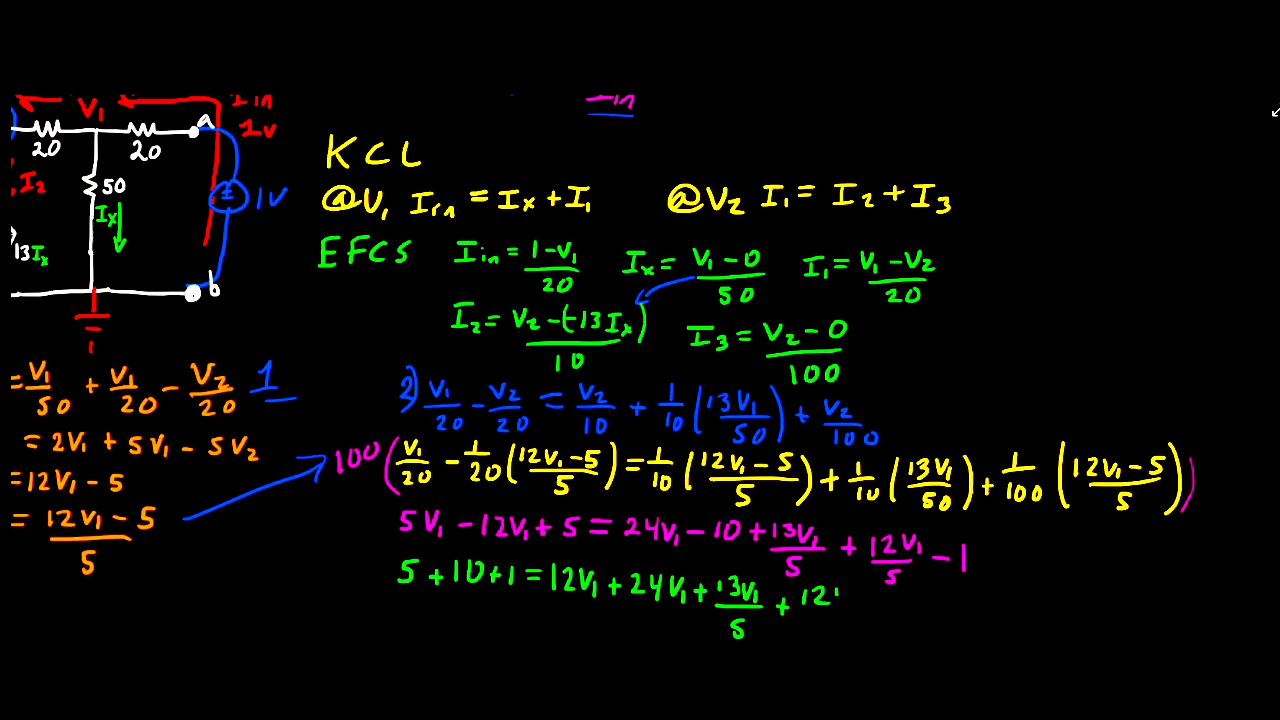 V₁ Iin
in
a
1v
20 20
I₂ 50
± 1v
Ix
13Ix
b
KCL
@V₁ Iin = Ix + I₁ @V₂ I₁ = I₂ + I₃
EFCS Iin = (1 - V₁)/20 Ix = (V₁ - 0)/50 I₁ = (V₁ - V₂)/20
I₂ = (V₂ - (-13Ix))/10 I₃ = (V₂ - 0)/100
= V₁/50 + V₁/20 - V₂/20 1
= 2V₁ + 5V₁ - 5V₂
= 12V₁ - 5
= (12V₁ - 5)/5
2) V₁/20 - V₂/20 = V₂/10 + 1/10 (13V₁/50) + V₂/100
100 (V₁/20 - 1/20 ((12V₁ - 5)/5) = 1/10 ((12V₁ - 5)/5) + 1/10 (13V₁/50) + 1/100 ((12V₁ - 5)/5))
5V₁ - 12V₁ + 5 = 24V₁ - 10 + 13V₁/5 + 12V₁/5 - 1
5 + 10 + 1 = 12V₁ + 24V₁ + 13V₁/5 + 12